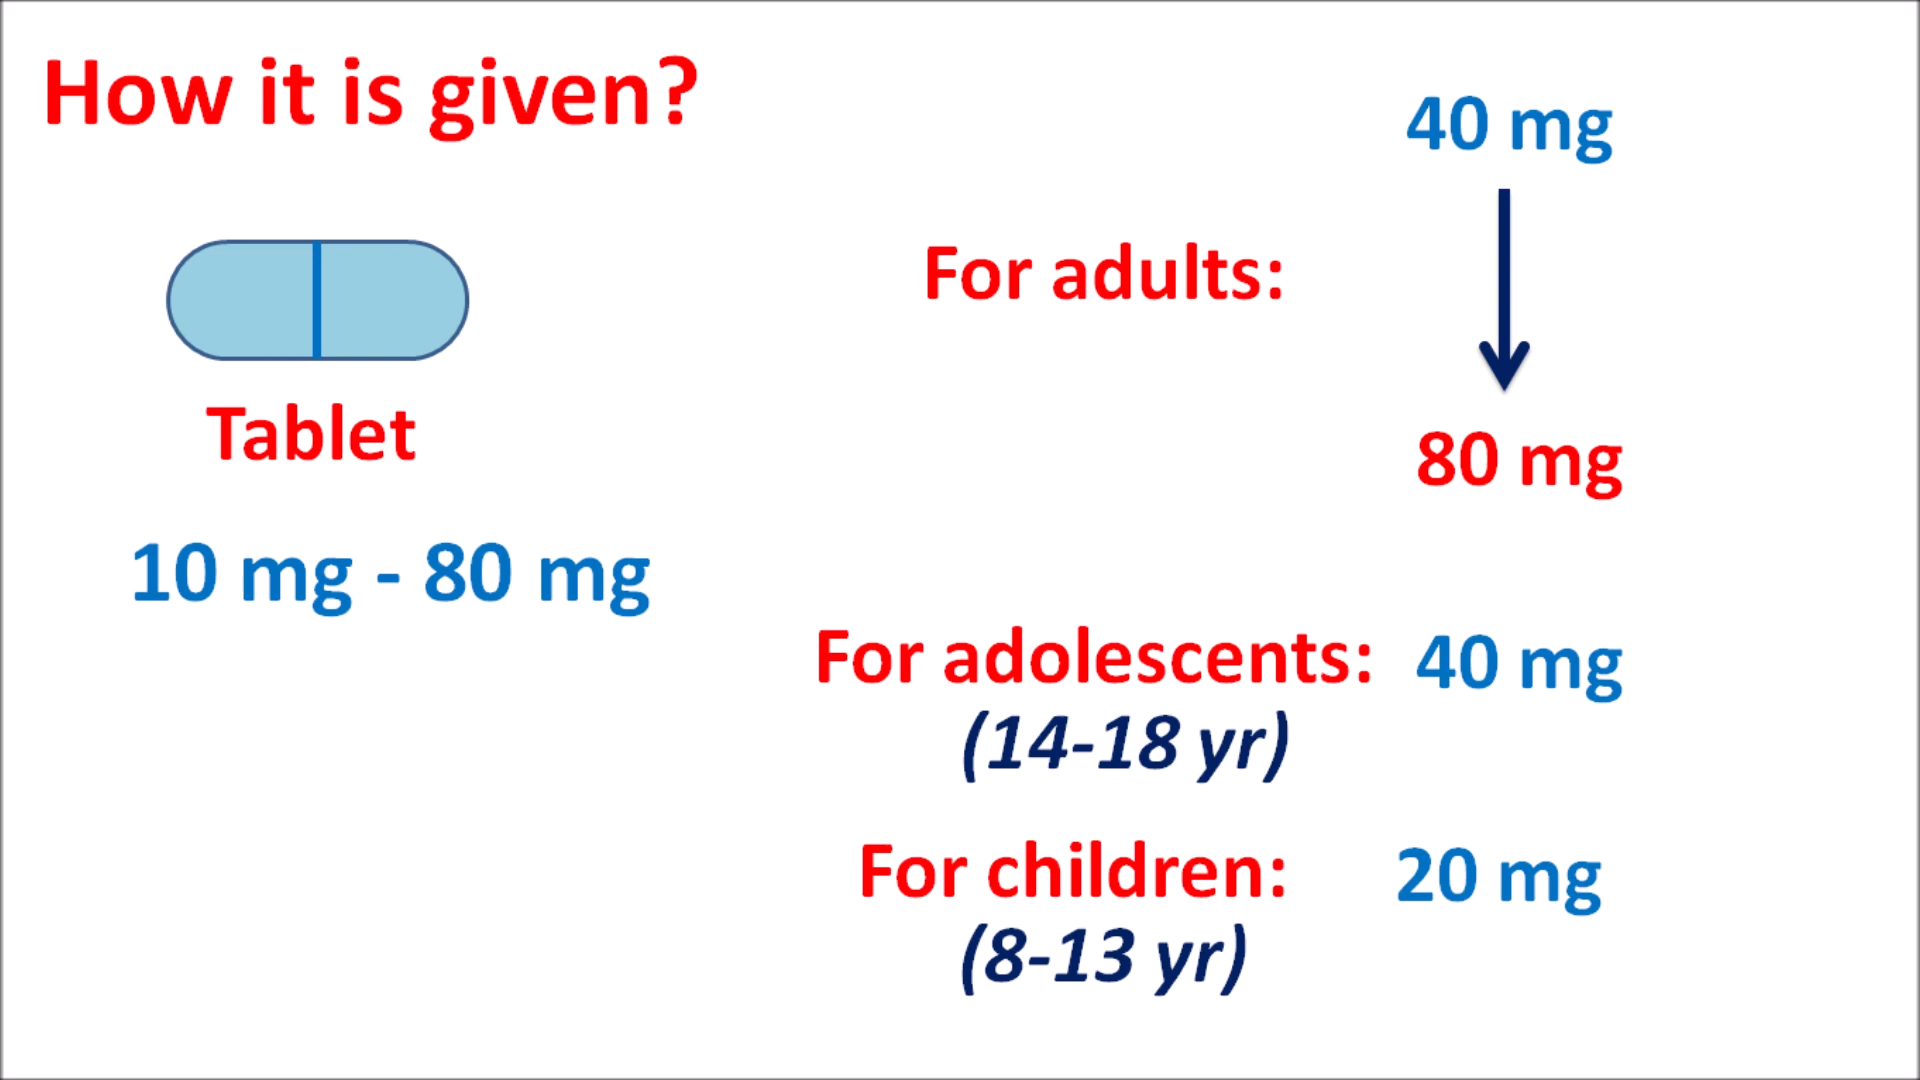 How it is given?
Tablet
10 mg - 80 mg
40 mg
For adults:
80 mg
For adolescents: 40 mg
(14-18 yr)
For children: 20 mg
(8-13 yr)